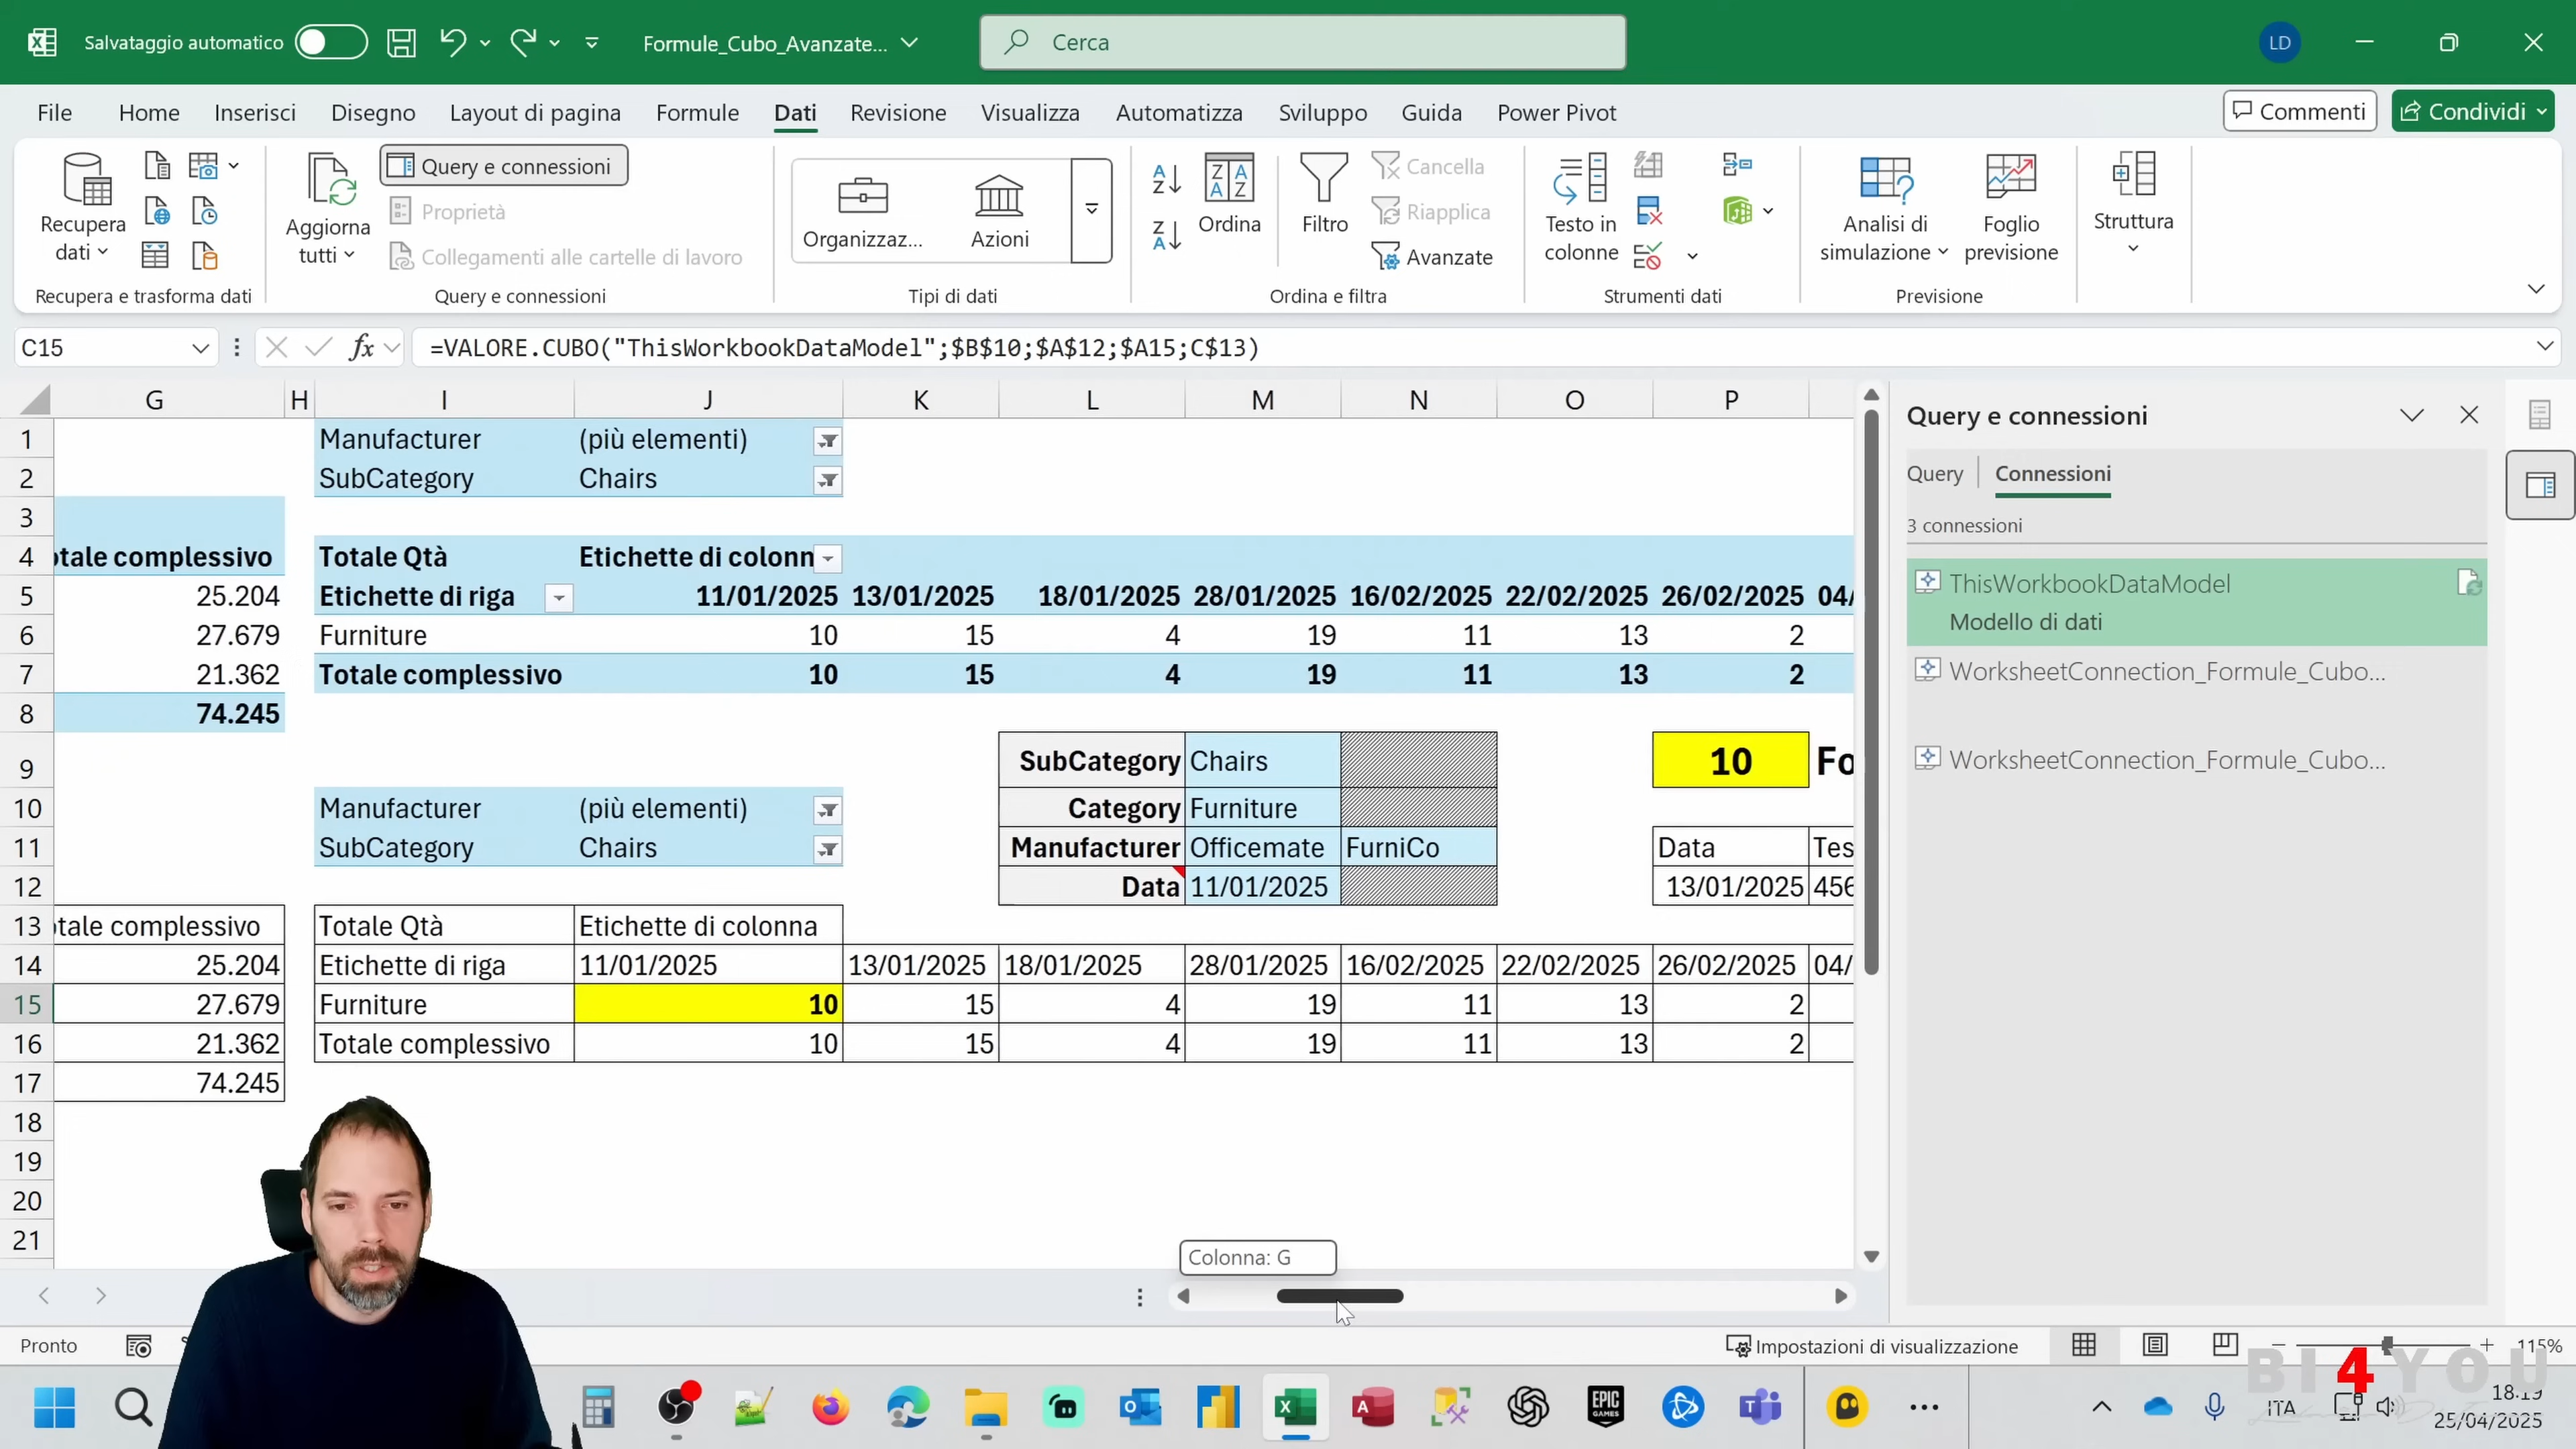 Salvataggio automatico
Formule_Cubo_Avanzate...
Cerca
LD
File Home Inserisci Disegno Layout di pagina Formule Dati Revisione Visualizza Automatizza Sviluppo Guida Power Pivot
Commenti
Condividi
Recupera dati
Recupera e trasforma dati
Aggiorna tutti
Query e connessioni
Proprietà
Collegamenti alle cartelle di lavoro
Query e connessioni
Organizzaz...
Azioni
Tipi di dati
Ordina
Filtro
Cancella
Riapplica
Avanzate
Ordina e filtra
Testo in colonne
Strumenti dati
Analisi di simulazione
Foglio previsione
Previsione
Struttura
C15
fx
=VALORE.CUBO("ThisWorkbookDataModel";$B$10;$A$12;$A15;C$13)
G H I J K L M N O P
1 Manufacturer (più elementi)
2 SubCategory Chairs
3
4 otale complessivo Totale Qtà Etichette di colonn
5 25.204 Etichette di riga 11/01/2025 13/01/2025 18/01/2025 28/01/2025 16/02/2025 22/02/2025 26/02/2025 04/
6 27.679 Furniture 10 15 4 19 11 13 2
7 21.362 Totale complessivo 10 15 4 19 11 13 2
8 74.245
9 SubCategory Chairs 10 Fo
10 Manufacturer (più elementi) Category Furniture
11 SubCategory Chairs Manufacturer Officemate FurniCo Data Tes
12 Data 11/01/2025 13/01/2025 456
13 otale complessivo Totale Qtà Etichette di colonna
14 25.204 Etichette di riga 11/01/2025 13/01/2025 18/01/2025 28/01/2025 16/02/2025 22/02/2025 26/02/2025 04/
15 27.679 Furniture 10 15 4 19 11 13 2
16 21.362 Totale complessivo 10 15 4 19 11 13 2
17 74.245
18
19
20
21
Colonna: G
Query e connessioni
Query Connessioni
3 connessioni
ThisWorkbookDataModel
Modello di dati
WorksheetConnection_Formule_Cubo...
WorksheetConnection_Formule_Cubo...
Pronto
Impostazioni di visualizzazione
115%
BI 4 YOU
EPIC GAMES
ITA
18.19
25/04/2025